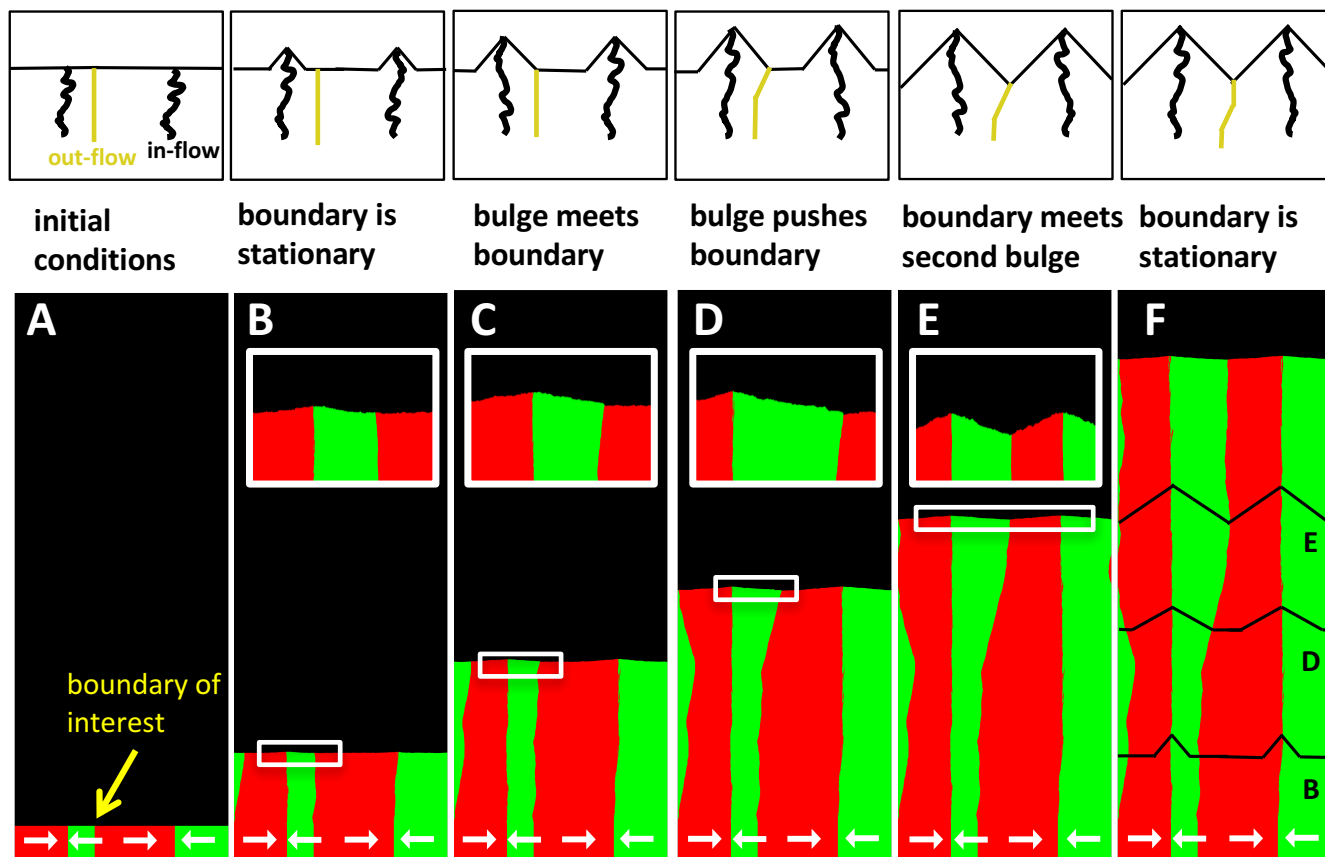 out-flow
in-flow
initial
conditions
boundary is
stationary
bulge meets
boundary
bulge pushes
boundary
boundary meets
second bulge
boundary is
stationary
A
B
C
D
E
F
boundary of
interest
E
D
B